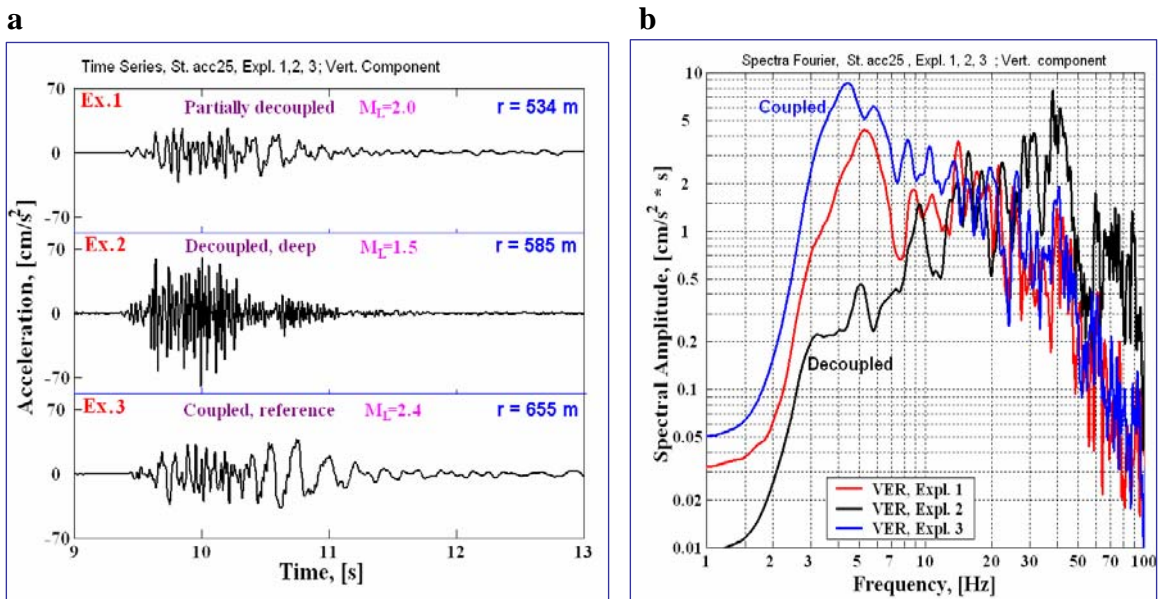 a
Time Series, St. acc25, Expl. 1,2, 3; Vert. Component
70
0
-70
70
0
-70
70
0
-70
Acceleration, [cm/s²]
Ex.1
Partially decoupled
M_L=2.0
r = 534 m
Ex.2
Decoupled, deep
M_L=1.5
r = 585 m
Ex.3
Coupled, reference
M_L=2.4
r = 655 m
9 10 11 12 13
Time, [s]
b
Spectra Fourier, St. acc25 , Expl. 1, 2, 3 ; Vert. component
10
5
2
1
0.5
0.2
0.1
0.05
0.02
0.01
Spectral Amplitude, [cm/s² * s]
Coupled
Decoupled
VER, Expl. 1
VER, Expl. 2
VER, Expl. 3
1 2 3 4 5 6 7 10 20 30 50 70 100
Frequency, [Hz]